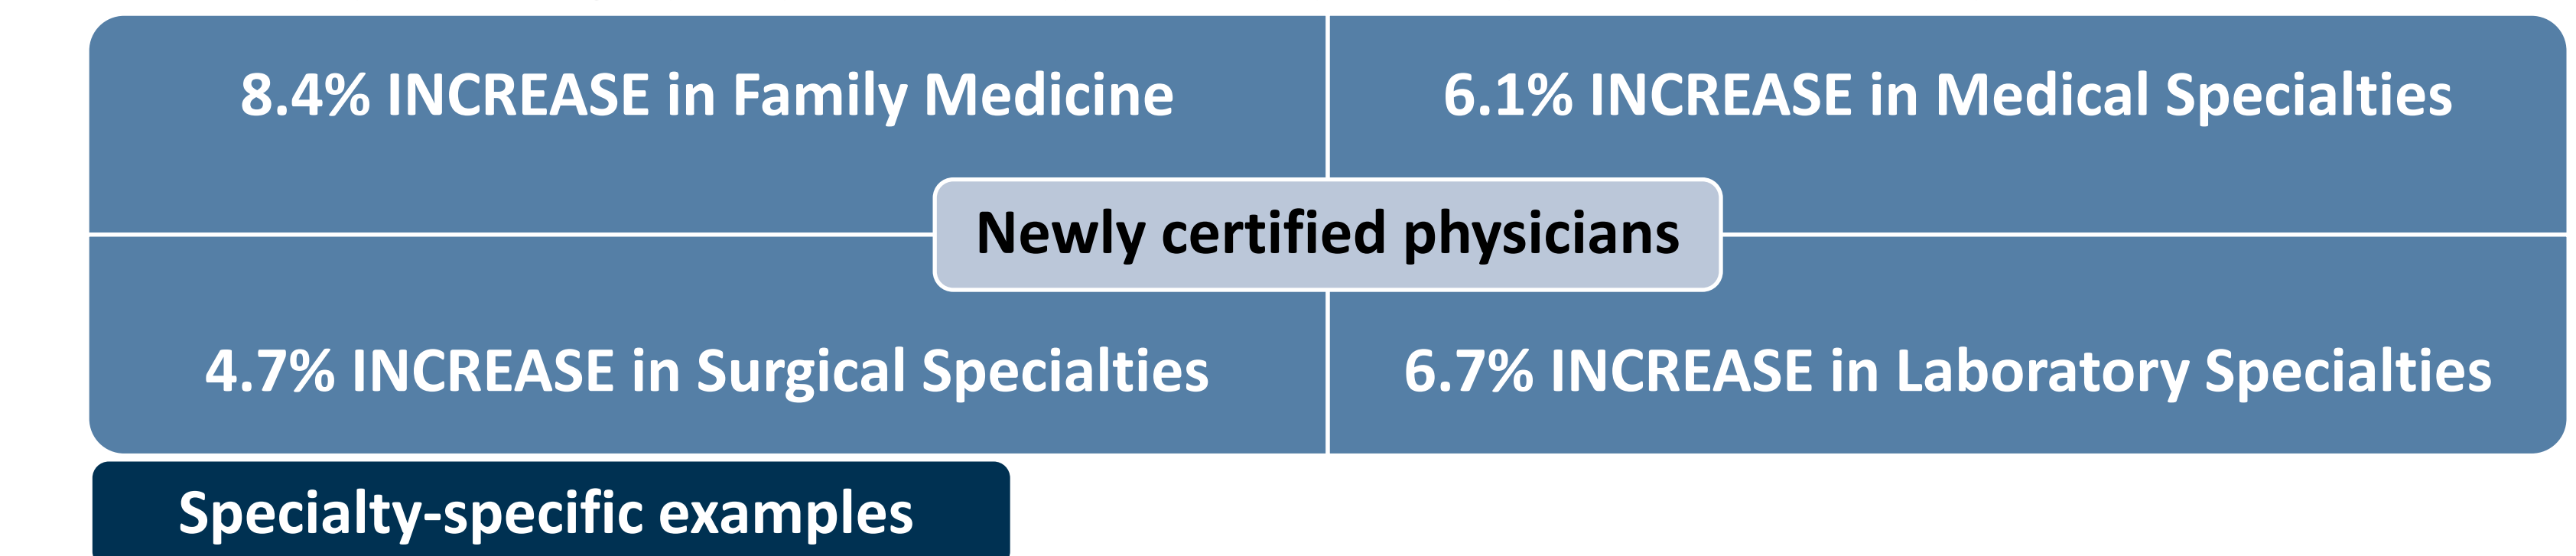 8.4% INCREASE in Family Medicine
6.1% INCREASE in Medical Specialties
Newly certified physicians
4.7% INCREASE in Surgical Specialties
6.7% INCREASE in Laboratory Specialties
Specialty-specific examples